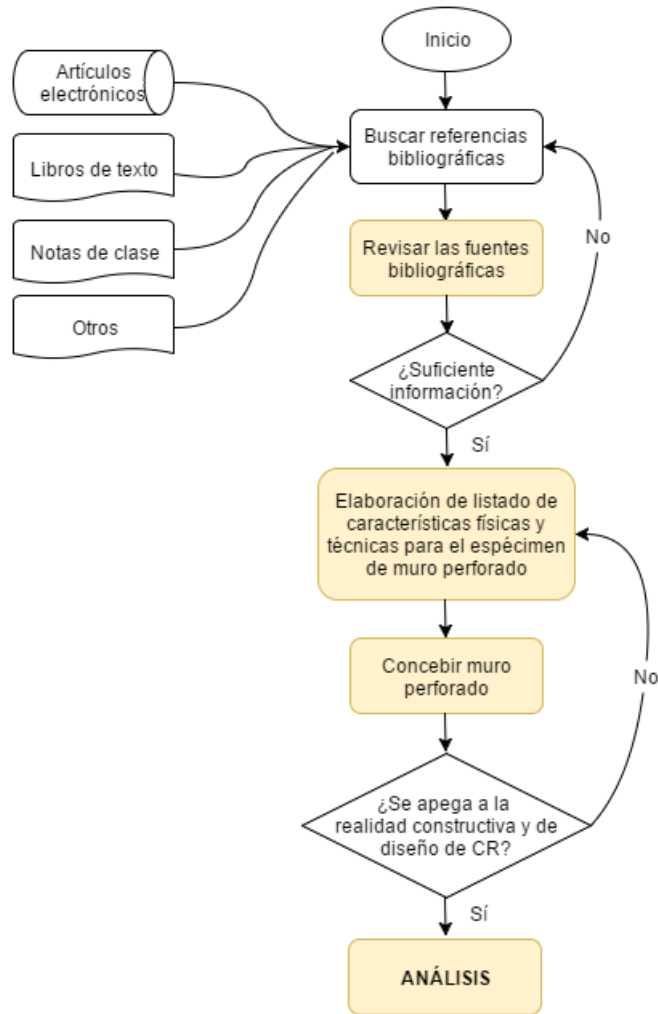 Inicio
Artículos
electrónicos
Buscar referencias
bibliográficas
Libros de texto
Notas de clase
Otros
Revisar las fuentes
bibliográficas
No
¿Suficiente
información?
Sí
Elaboración de listado de
características físicas y
técnicas para el espécimen
de muro perforado
Concebir muro
perforado
No
¿Se apega a la
realidad constructiva y de
diseño de CR?
Sí
ANÁLISIS